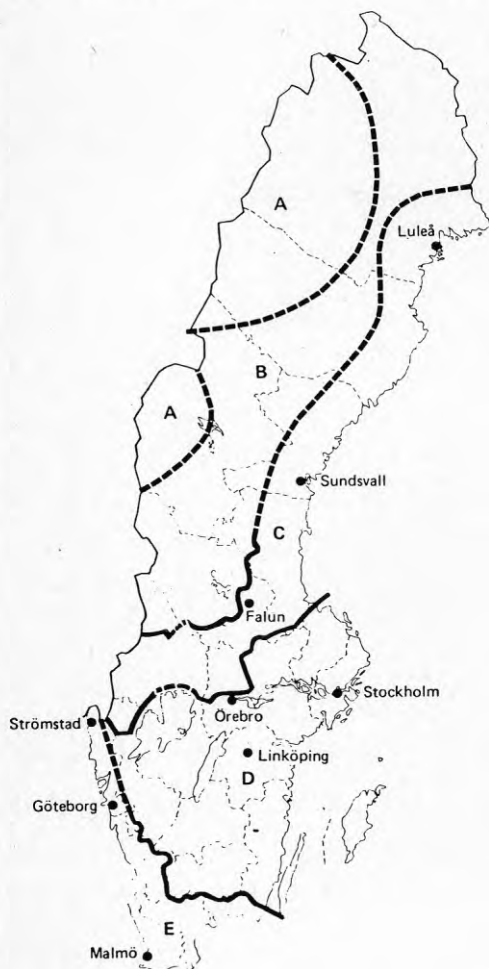 A
Luleå
B
A
Sundsvall
C
Falun
Stockholm
Örebro
Strömstad
Linköping
D
Göteborg
E
Malmö